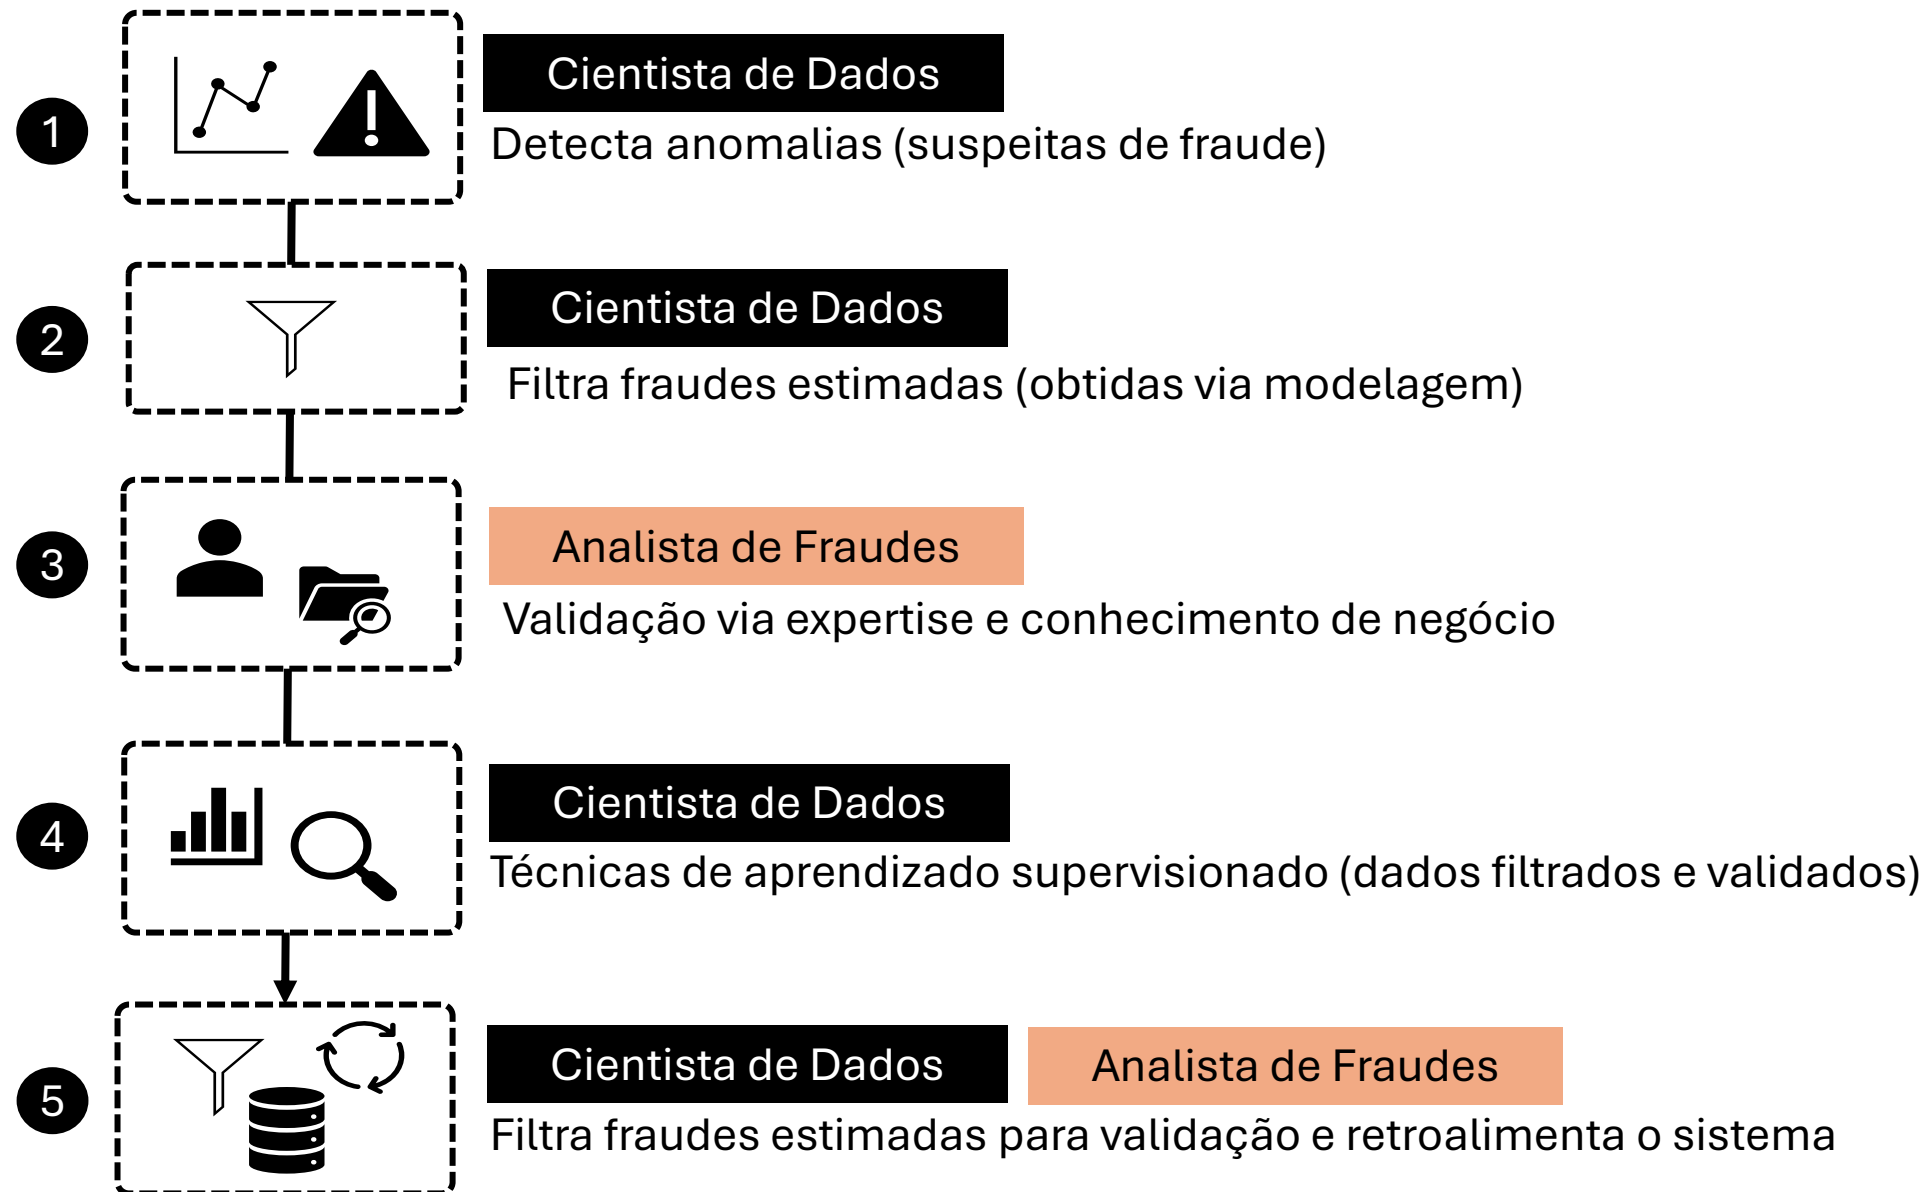 1
Cientista de Dados
Detecta anomalias (suspeitas de fraude)
2
Cientista de Dados
Filtra fraudes estimadas (obtidas via modelagem)
3
Analista de Fraudes
Validação via expertise e conhecimento de negócio
4
Cientista de Dados
Técnicas de aprendizado supervisionado (dados filtrados e validados)
5
Cientista de Dados
Analista de Fraudes
Filtra fraudes estimadas para validação e retroalimenta o sistema